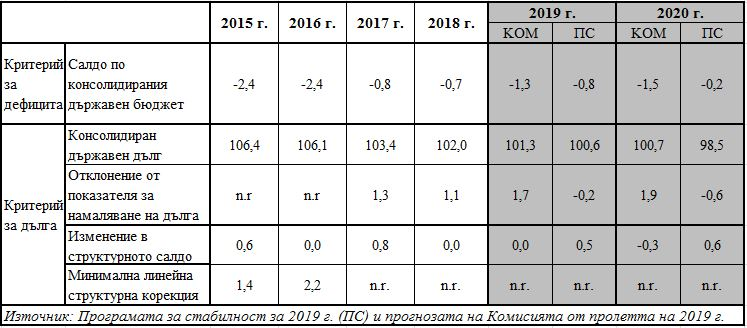 2015 г. 2016 г. 2017 г. 2018 г. 2019 г. 2020 г.
КОМ ПС КОМ ПС
Критерий за дефицита
Салдо по
консолидирания
държавен бюджет
-2,4 -2,4 -0,8 -0,7 -1,3 -0,8 -1,5 -0,2
Критерий за дълга
Консолидиран
държавен дълг
106,4 106,1 103,4 102,0 101,3 100,6 100,7 98,5
Отклонение от
показателя за
намаляване на дълга
n.r n.r 1,3 1,1 1,7 -0,2 1,9 -0,6
Изменение в
структурното салдо
0,6 0,0 0,8 0,0 0,0 0,5 -0,3 0,6
Минимална линейна
структурна корекция
1,4 2,2 n.r. n.r. n.r. n.r. n.r. n.r.
Източник: Програмата за стабилност за 2019 г. (ПС) и прогнозата на Комисията от пролетта на 2019 г.